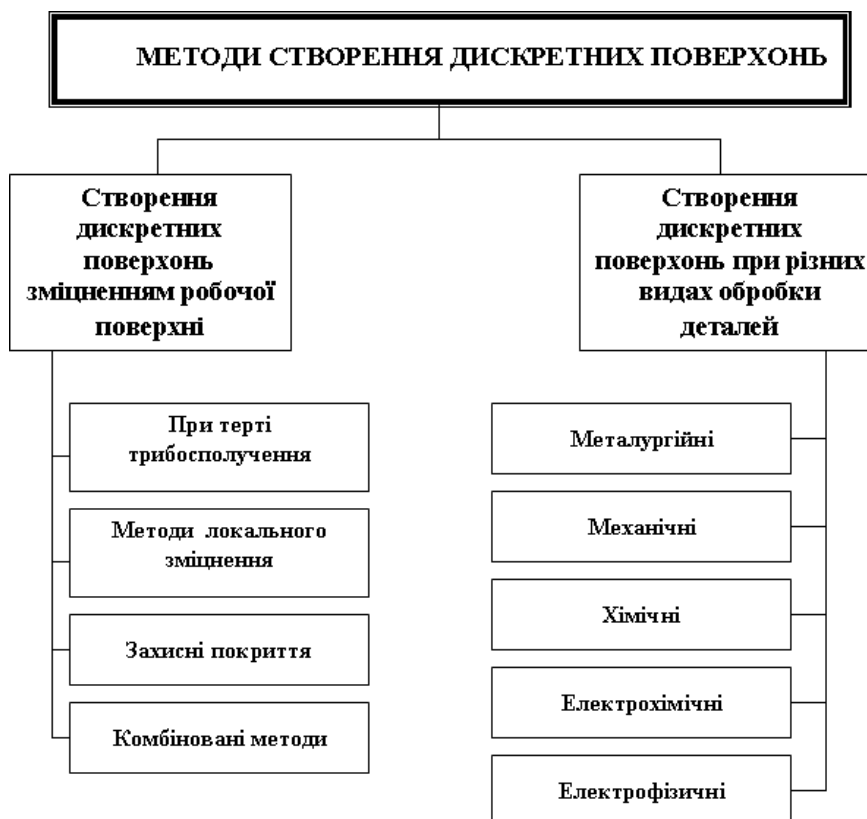 МЕТОДИ СТВОРЕННЯ ДИСКРЕТНИХ ПОВЕРХОНЬ
Створення
дискретних
поверхонь
зміцненням робочої
поверхні
Створення
дискретних
поверхонь при різних
видах обробки
деталей
При терті
трибосполучення
Методи локального
зміцнення
Захисні покриття
Комбіновані методи
Металургійні
Механічні
Хімічні
Електрохімічні
Електрофізичні